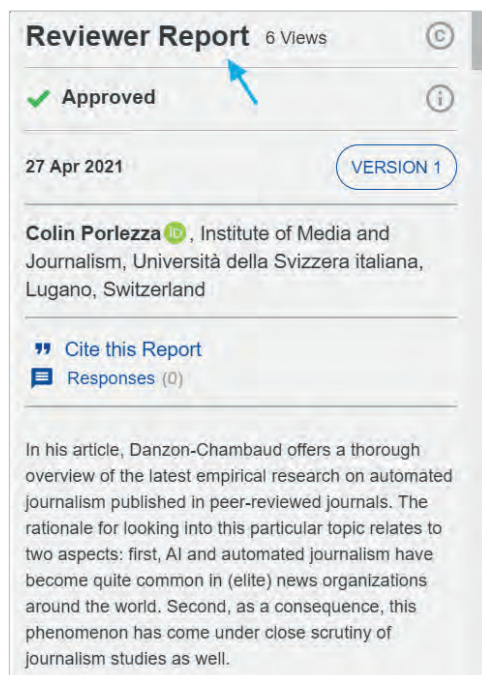 Reviewer Report 6 Views
Approved
27 Apr 2021 VERSION 1
Colin Porlezza iD, Institute of Media and
Journalism, Università della Svizzera italiana,
Lugano, Switzerland
Cite this Report
Responses (0)
In his article, Danzon-Chambaud offers a thorough
overview of the latest empirical research on automated
journalism published in peer-reviewed journals. The
rationale for looking into this particular topic relates to
two aspects: first, AI and automated journalism have
become quite common in (elite) news organizations
around the world. Second, as a consequence, this
phenomenon has come under close scrutiny of
journalism studies as well.